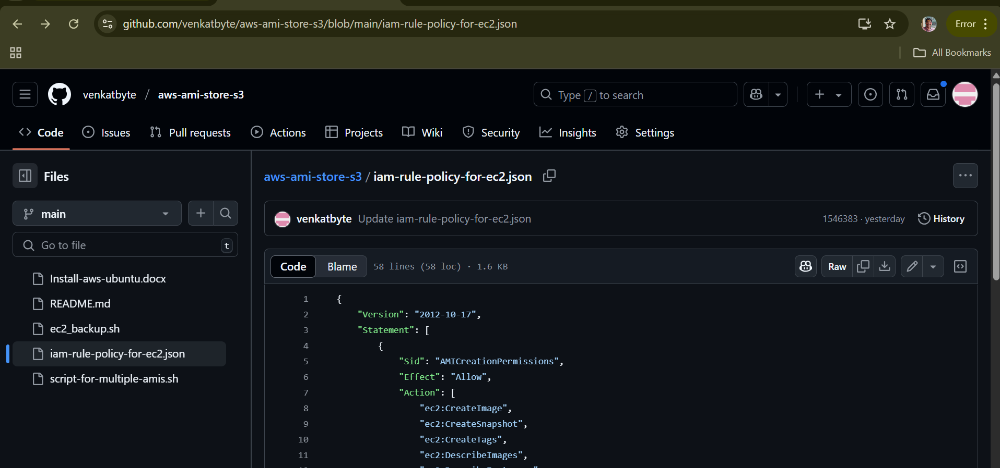 github.com/venkatbyte/aws-ami-store-s3/blob/main/iam-rule-policy-for-ec2.json
Error
All Bookmarks
venkatbyte / aws-ami-store-s3
Type / to search
Code
Issues
Pull requests
Actions
Projects
Wiki
Security
Insights
Settings
Files
main
Go to file
t
Install-aws-ubuntu.docx
README.md
ec2_backup.sh
iam-rule-policy-for-ec2.json
script-for-multiple-amis.sh
aws-ami-store-s3 / iam-rule-policy-for-ec2.json
venkatbyte Update iam-rule-policy-for-ec2.json
1546383 · yesterday
History
Code
Blame
58 lines (58 loc) · 1.6 KB
Raw
1 {
2 "Version": "2012-10-17",
3 "Statement": [
4 {
5 "Sid": "AMICreationPermissions",
6 "Effect": "Allow",
7 "Action": [
8 "ec2:CreateImage",
9 "ec2:CreateSnapshot",
10 "ec2:CreateTags",
11 "ec2:DescribeImages",